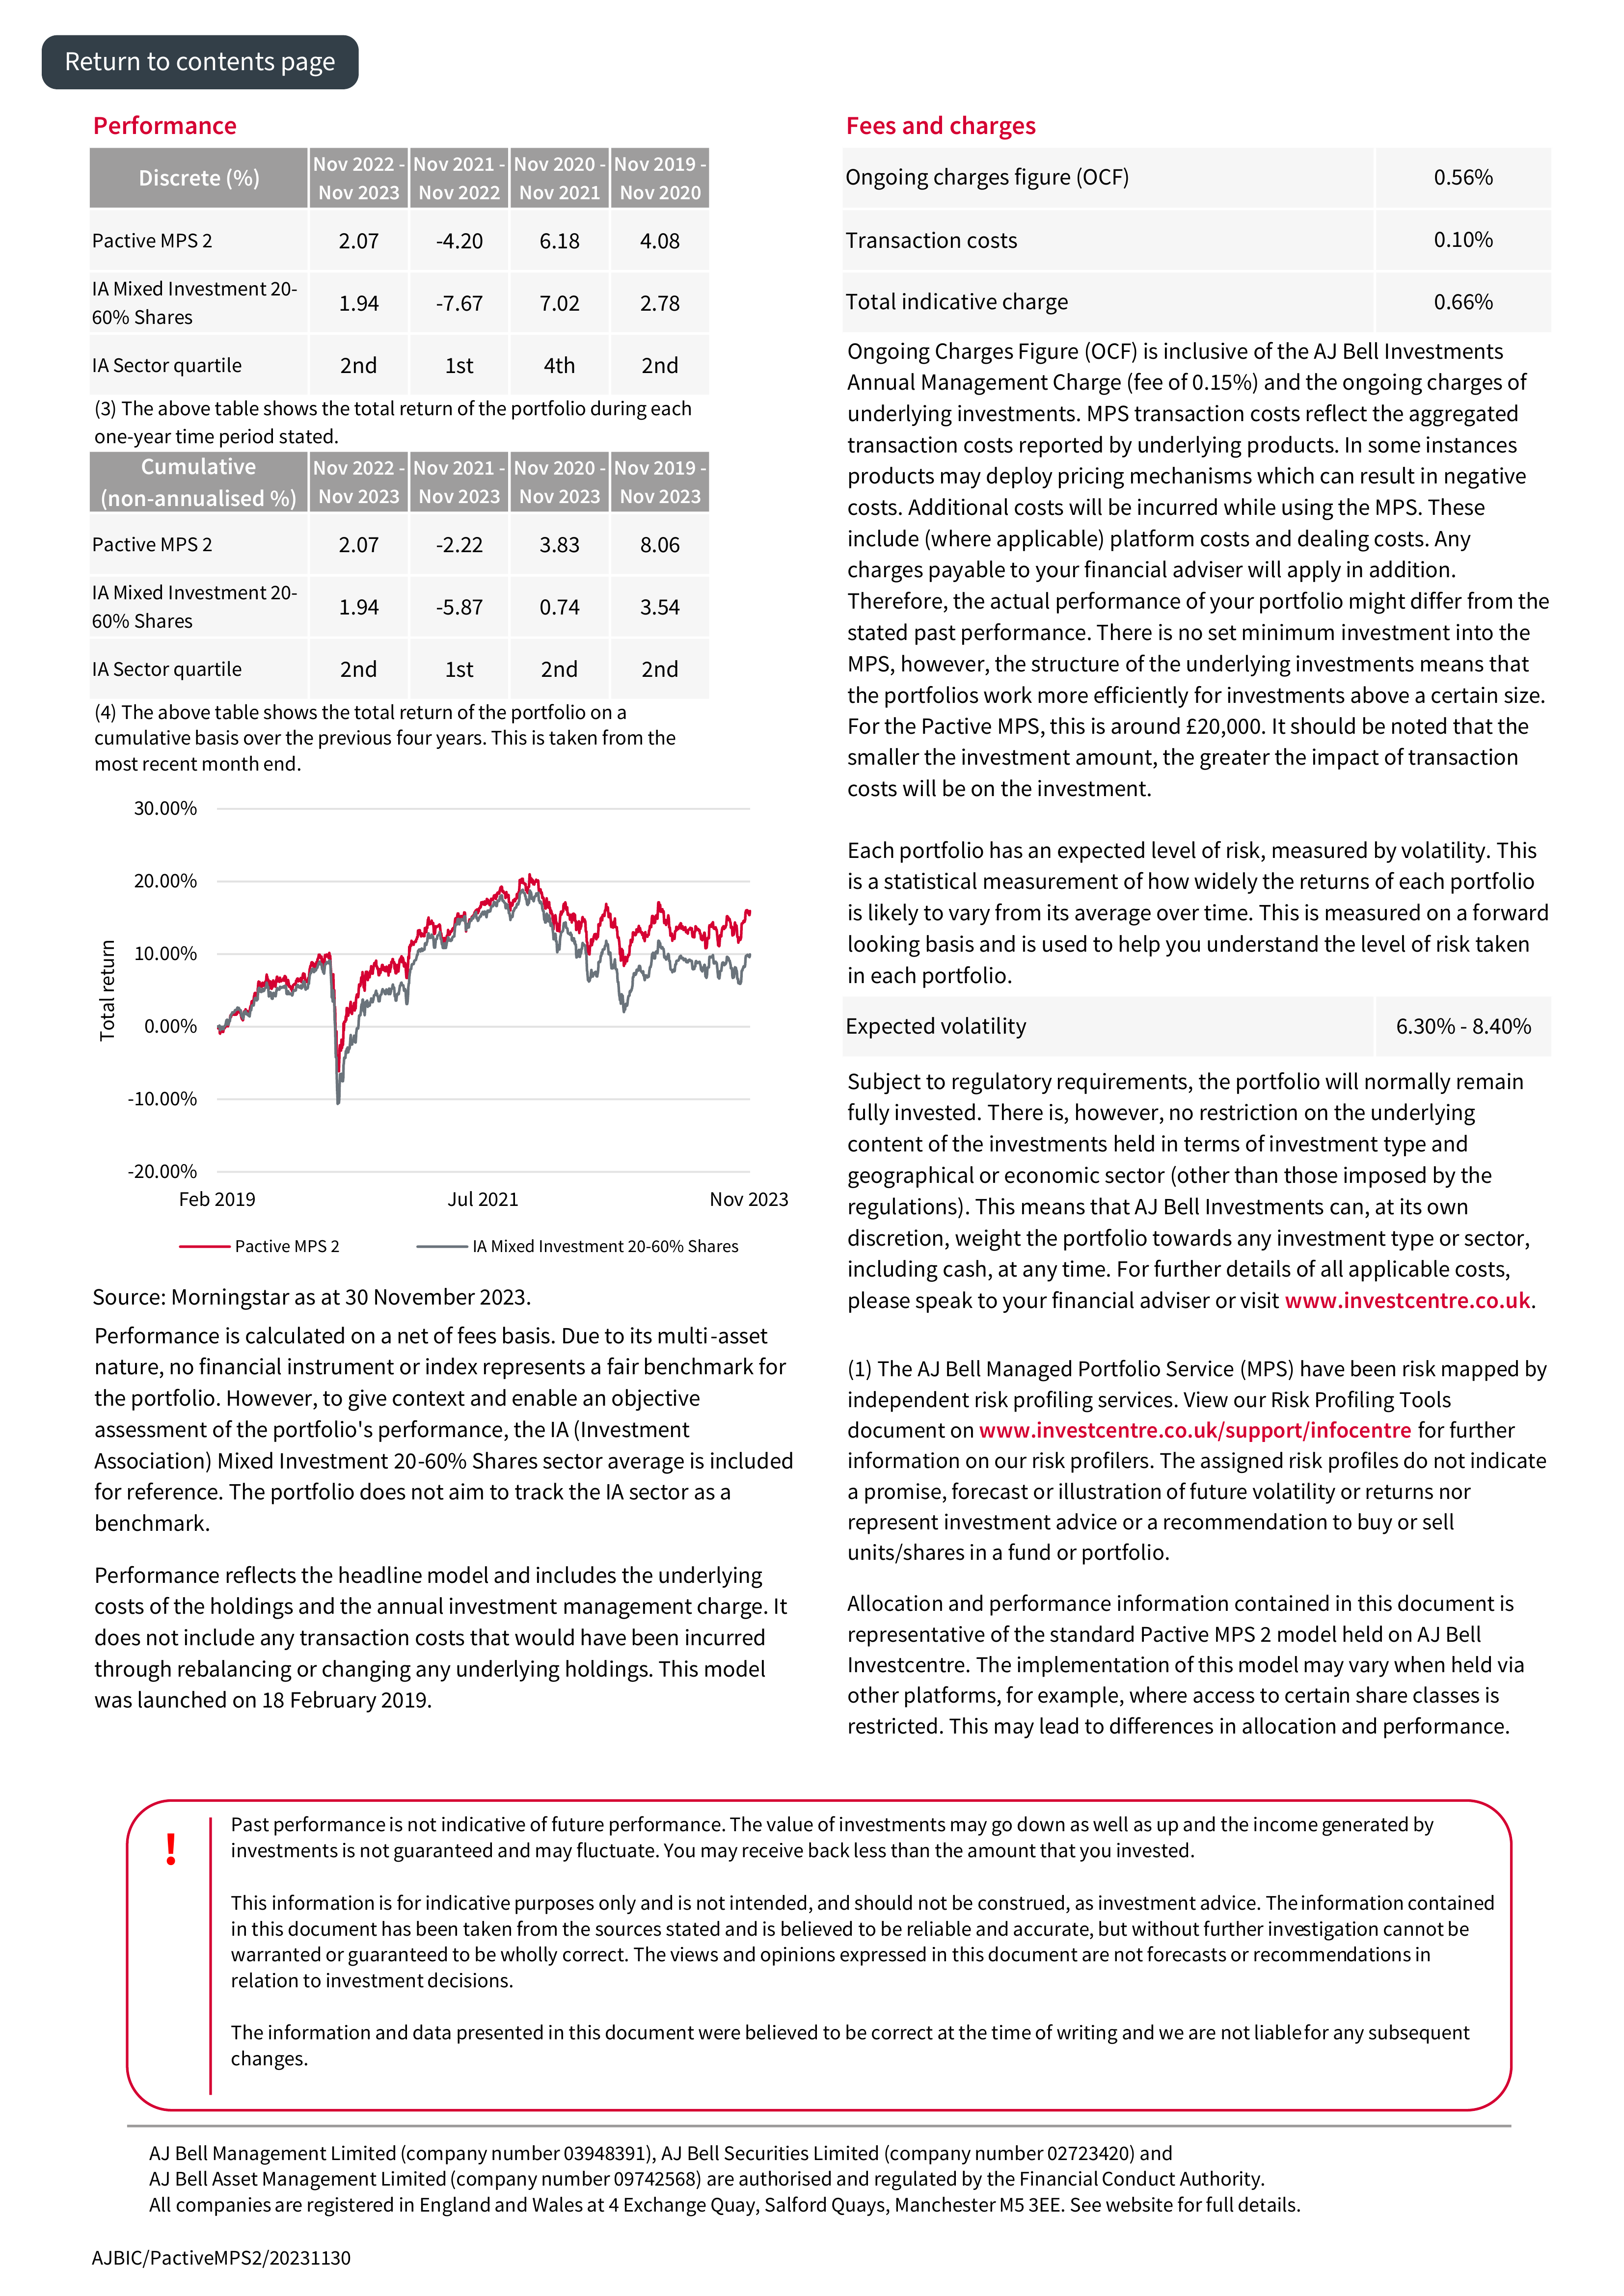 Return to contents page
Performance
Discrete (%)
Nov 2022 - Nov 2021 - Nov 2020 - Nov 2019 -
Nov 2023 Nov 2022 Nov 2021 Nov 2020
Pactive MPS 2 2.07 -4.20 6.18 4.08
IA Mixed Investment 20-
60% Shares
1.94 -7.67 7.02 2.78
IA Sector quartile 2nd 1st 4th 2nd
(3) The above table shows the total return of the portfolio during each
one-year time period stated.
Cumulative
(non-annualised %)
Nov 2022 - Nov 2021 - Nov 2020 - Nov 2019 -
Nov 2023 Nov 2023 Nov 2023 Nov 2023
Pactive MPS 2 2.07 -2.22 3.83 8.06
IA Mixed Investment 20-
60% Shares
1.94 -5.87 0.74 3.54
IA Sector quartile 2nd 1st 2nd 2nd
(4) The above table shows the total return of the portfolio on a
cumulative basis over the previous four years. This is taken from the
most recent month end.
30.00%
20.00%
10.00%
0.00%
-10.00%
-20.00%
Total return
Feb 2019 Jul 2021 Nov 2023
Pactive MPS 2 IA Mixed Investment 20-60% Shares
Source: Morningstar as at 30 November 2023.
Performance is calculated on a net of fees basis. Due to its multi-asset
nature, no financial instrument or index represents a fair benchmark for
the portfolio. However, to give context and enable an objective
assessment of the portfolio's performance, the IA (Investment
Association) Mixed Investment 20-60% Shares sector average is included
for reference. The portfolio does not aim to track the IA sector as a
benchmark.
Performance reflects the headline model and includes the underlying
costs of the holdings and the annual investment management charge. It
does not include any transaction costs that would have been incurred
through rebalancing or changing any underlying holdings. This model
was launched on 18 February 2019.
Fees and charges
Ongoing charges figure (OCF) 0.56%
Transaction costs 0.10%
Total indicative charge 0.66%
Ongoing Charges Figure (OCF) is inclusive of the AJ Bell Investments
Annual Management Charge (fee of 0.15%) and the ongoing charges of
underlying investments. MPS transaction costs reflect the aggregated
transaction costs reported by underlying products. In some instances
products may deploy pricing mechanisms which can result in negative
costs. Additional costs will be incurred while using the MPS. These
include (where applicable) platform costs and dealing costs. Any
charges payable to your financial adviser will apply in addition.
Therefore, the actual performance of your portfolio might differ from the
stated past performance. There is no set minimum investment into the
MPS, however, the structure of the underlying investments means that
the portfolios work more efficiently for investments above a certain size.
For the Pactive MPS, this is around £20,000. It should be noted that the
smaller the investment amount, the greater the impact of transaction
costs will be on the investment.
Each portfolio has an expected level of risk, measured by volatility. This
is a statistical measurement of how widely the returns of each portfolio
is likely to vary from its average over time. This is measured on a forward
looking basis and is used to help you understand the level of risk taken
in each portfolio.
Expected volatility 6.30% - 8.40%
Subject to regulatory requirements, the portfolio will normally remain
fully invested. There is, however, no restriction on the underlying
content of the investments held in terms of investment type and
geographical or economic sector (other than those imposed by the
regulations). This means that AJ Bell Investments can, at its own
discretion, weight the portfolio towards any investment type or sector,
including cash, at any time. For further details of all applicable costs,
please speak to your financial adviser or visit www.investcentre.co.uk.
(1) The AJ Bell Managed Portfolio Service (MPS) have been risk mapped by
independent risk profiling services. View our Risk Profiling Tools
document on www.investcentre.co.uk/support/infocentre for further
information on our risk profilers. The assigned risk profiles do not indicate
a promise, forecast or illustration of future volatility or returns nor
represent investment advice or a recommendation to buy or sell
units/shares in a fund or portfolio.
Allocation and performance information contained in this document is
representative of the standard Pactive MPS 2 model held on AJ Bell
Investcentre. The implementation of this model may vary when held via
other platforms, for example, where access to certain share classes is
restricted. This may lead to differences in allocation and performance.
!
Past performance is not indicative of future performance. The value of investments may go down as well as up and the income generated by
investments is not guaranteed and may fluctuate. You may receive back less than the amount that you invested.
This information is for indicative purposes only and is not intended, and should not be construed, as investment advice. The information contained
in this document has been taken from the sources stated and is believed to be reliable and accurate, but without further investigation cannot be
warranted or guaranteed to be wholly correct. The views and opinions expressed in this document are not forecasts or recommendations in
relation to investment decisions.
The information and data presented in this document were believed to be correct at the time of writing and we are not liable for any subsequent
changes.
AJ Bell Management Limited (company number 03948391), AJ Bell Securities Limited (company number 02723420) and
AJ Bell Asset Management Limited (company number 09742568) are authorised and regulated by the Financial Conduct Authority.
All companies are registered in England and Wales at 4 Exchange Quay, Salford Quays, Manchester M5 3EE. See website for full details.
AJBIC/PactiveMPS2/20231130